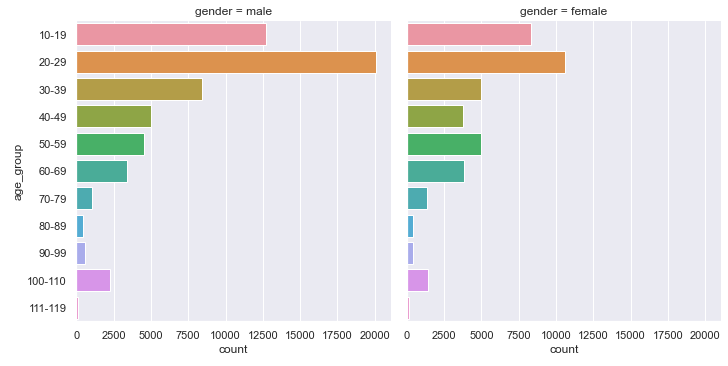 gender = male
gender = female
age_group
10-19
20-29
30-39
40-49
50-59
60-69
70-79
80-89
90-99
100-110
111-119
0 2500 5000 7500 10000 12500 15000 17500 20000
0 2500 5000 7500 10000 12500 15000 17500 20000
count
count